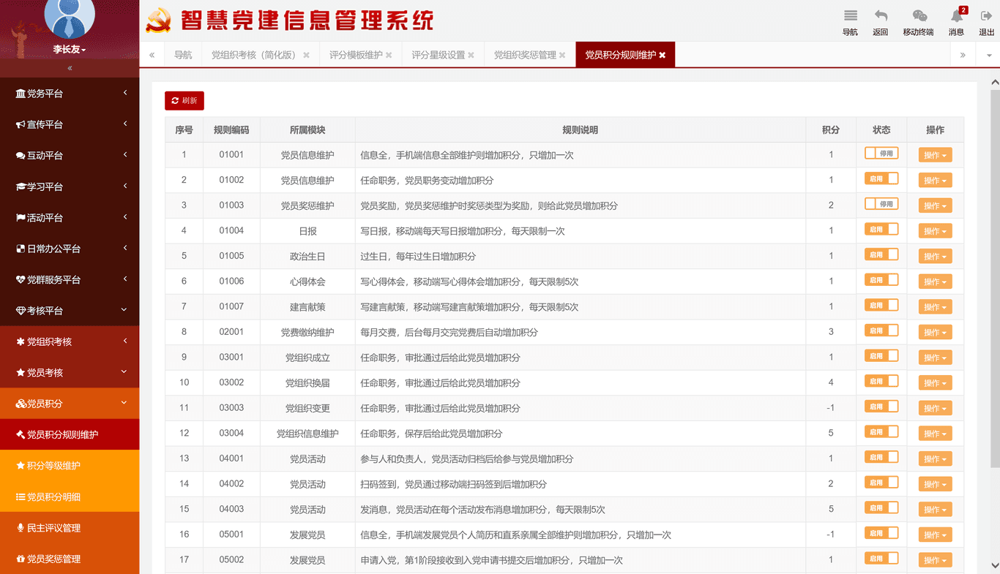 智慧党建信息管理系统
导航 返回 移动终端 2 消息 退出
李长友
« 导航 党组织考核（简化版） 评分模板维护 评分星级设置 党组织奖惩管理 党员积分规则维护 »
«
党务平台
宣传平台
互动平台
学习平台
活动平台
日常办公平台
党群服务平台
考核平台
党组织考核
党员考核
党员积分
党员积分规则维护
积分等级维护
党员积分明细
民主评议管理
党员奖惩管理
刷新
序号 规则编码 所属模块 规则说明 积分 状态 操作
1 01001 党员信息维护 信息全，手机端信息全部维护则增加积分，只增加一次 1 停用 操作
2 01002 党员信息维护 任命职务，党员职务变动增加积分 1 启用 操作
3 01003 党员奖惩维护 党员奖励，党员奖惩维护时奖惩类型为奖励，则给此党员增加积分 2 停用 操作
4 01004 日报 写日报，移动端每天写日报增加积分，每天限制一次 1 启用 操作
5 01005 政治生日 过生日，每年过生日增加积分 1 启用 操作
6 01006 心得体会 写心得体会，移动端写心得体会增加积分，每天限制5次 1 启用 操作
7 01007 建言献策 写建言献策，移动端写建言献策增加积分，每天限制5次 1 启用 操作
8 02001 党费缴纳维护 每月交费，后台每月交完党费后自动增加积分 3 启用 操作
9 03001 党组织成立 任命职务，审批通过后给此党员增加积分 1 启用 操作
10 03002 党组织换届 任命职务，审批通过后给此党员增加积分 4 启用 操作
11 03003 党组织变更 任命职务，审批通过后给此党员增加积分 -1 启用 操作
12 03004 党组织信息维护 任命职务，保存后给此党员增加积分 5 启用 操作
13 04001 党员活动 参与人和负责人，党员活动归档后给参与党员增加积分 1 启用 操作
14 04002 党员活动 扫码签到，党员通过移动端扫码签到后增加积分 2 启用 操作
15 04003 党员活动 发消息，党员活动在每个活动发布消息增加积分，每天限制5次 5 启用 操作
16 05001 发展党员 信息全，手机端发展党员个人简历和直系亲属全部维护则增加积分，只增加一次 -1 启用 操作
17 05002 发展党员 申请入党，第1阶段接收到入党申请书提交后增加积分，只增加一次 1 启用 操作